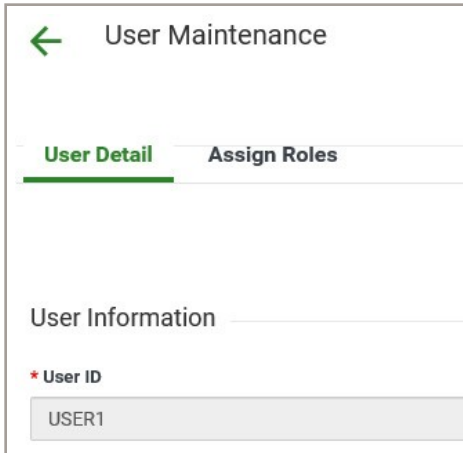 User Maintenance
User Detail Assign Roles
User Information
* User ID
USER1